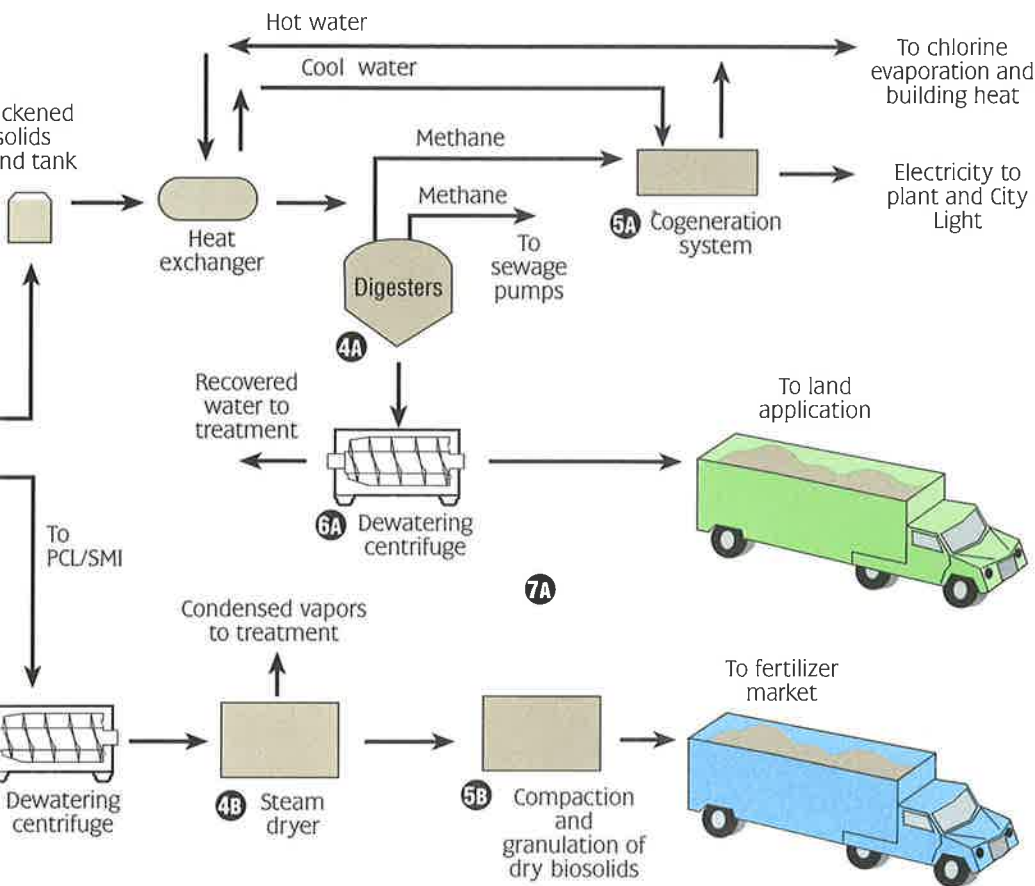 Hot water
To chlorine
evaporation and
building heat
Cool water
ckened
solids
nd tank
Methane
Methane
Electricity to
plant and City
Light
5A Cogeneration
system
Heat
exchanger
To
sewage
pumps
Digesters
4A
Recovered
water to
treatment
To land
application
6A Dewatering
centrifuge
To
PCL/SMI
7A
Condensed vapors
to treatment
To fertilizer
market
Dewatering
centrifuge
4B Steam
dryer
5B Compaction
and
granulation of
dry biosolids